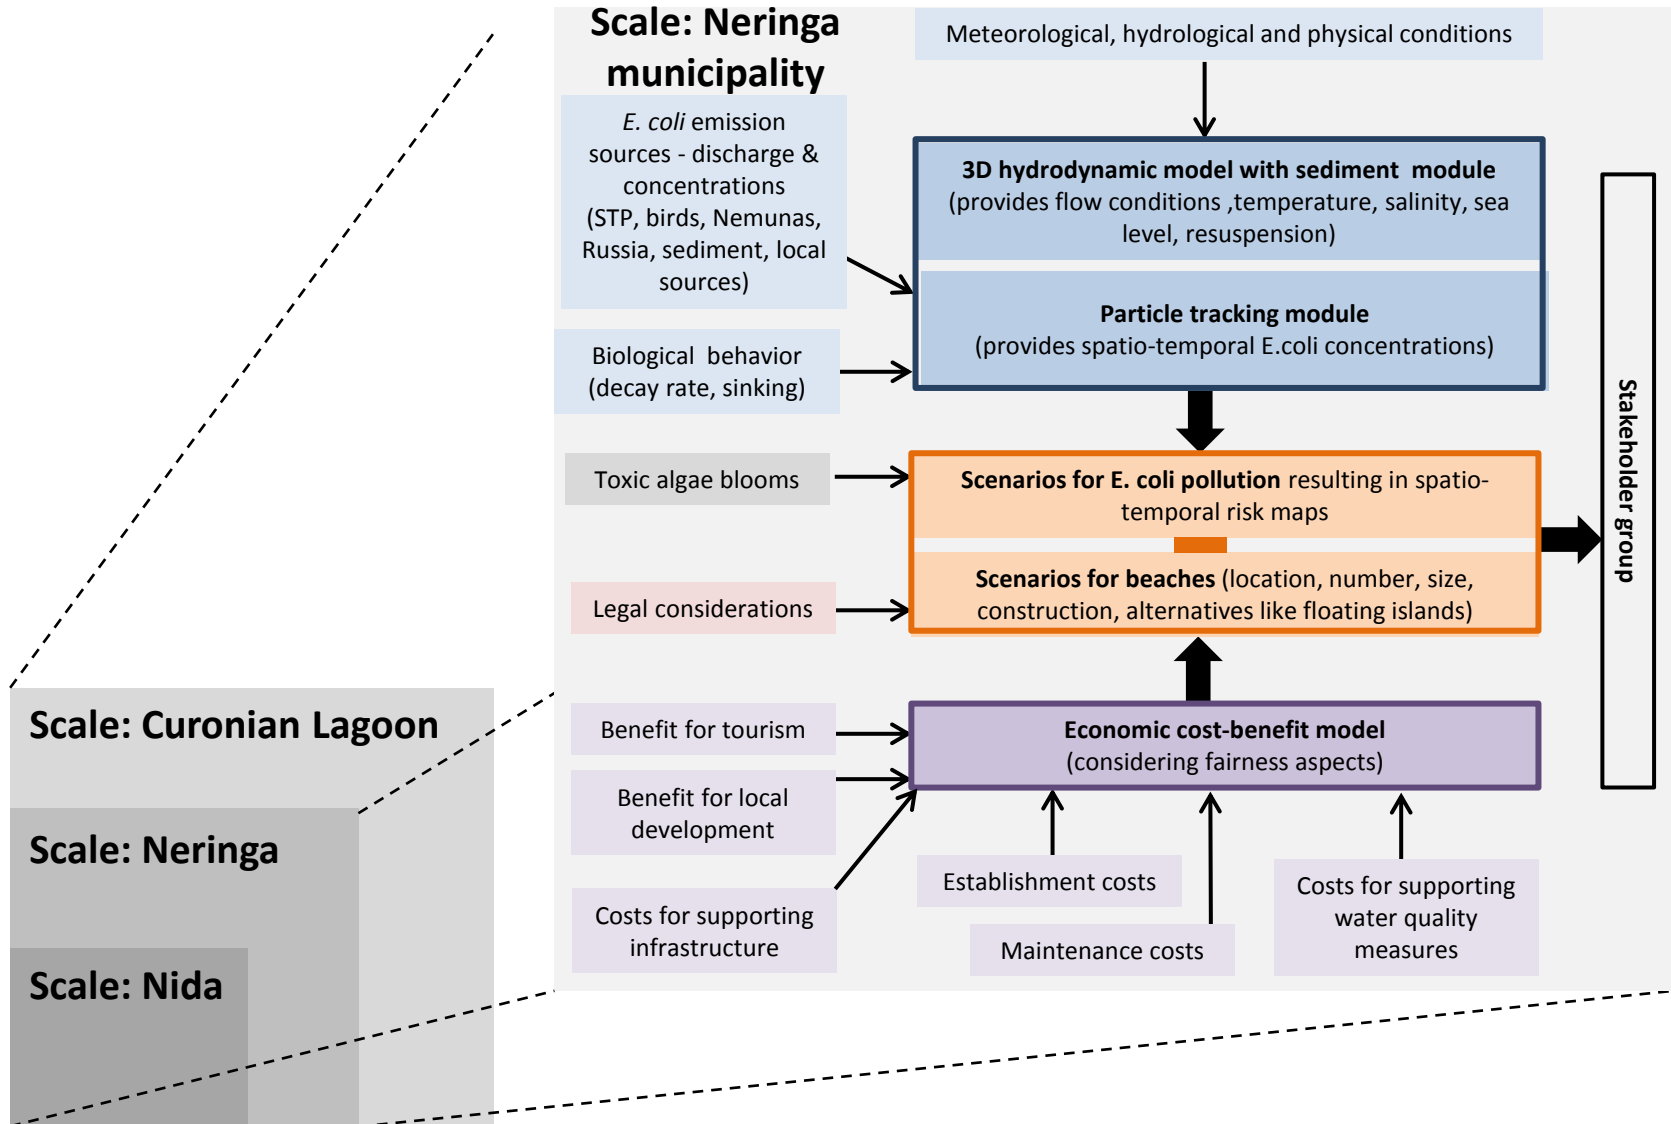 Scale: Neringa
municipality
Meteorological, hydrological and physical conditions
E. coli emission
sources - discharge &
concentrations
(STP, birds, Nemunas,
Russia, sediment, local
sources)
3D hydrodynamic model with sediment module
(provides flow conditions ,temperature, salinity, sea
level, resuspension)
Particle tracking module
(provides spatio-temporal E.coli concentrations)
Biological behavior
(decay rate, sinking)
Stakeholder group
Toxic algae blooms
Scenarios for E. coli pollution resulting in spatio-
temporal risk maps
Legal considerations
Scenarios for beaches (location, number, size,
construction, alternatives like floating islands)
Benefit for tourism
Economic cost-benefit model
(considering fairness aspects)
Benefit for local
development
Costs for supporting
infrastructure
Establishment costs
Maintenance costs
Costs for supporting
water quality
measures
Scale: Curonian Lagoon
Scale: Neringa
Scale: Nida